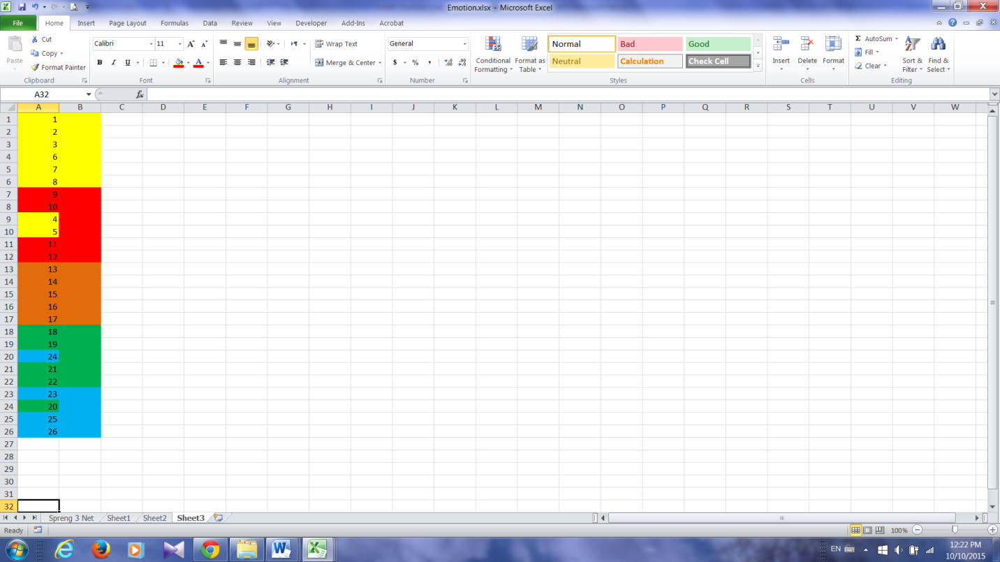 Emotion.xlsx - Microsoft Excel
File Home Insert Page Layout Formulas Data Review View Developer Add-Ins Acrobat
Paste
Cut
Copy
Format Painter
Clipboard
Calibri 11
B I U
Font
Wrap Text
Merge & Center
Alignment
General
$ % ,
Number
Conditional Formatting
Format as Table
Normal Bad Good
Neutral Calculation Check Cell
Styles
Insert Delete Format
Cells
Σ AutoSum
Fill
Clear
Sort & Filter
Find & Select
Editing
A32 fx
A B C D E F G H I J K L M N O P Q R S T U V W
1 1
2 2
3 3
4 6
5 7
6 8
7 9
8 10
9 4
10 5
11 11
12 12
13 13
14 14
15 15
16 16
17 17
18 18
19 19
20 24
21 21
22 22
23 23
24 20
25 25
26 26
27
28
29
30
31
32
Spreng 3 Net Sheet1 Sheet2 Sheet3
Ready 100%
EN 12:22 PM
10/10/2015